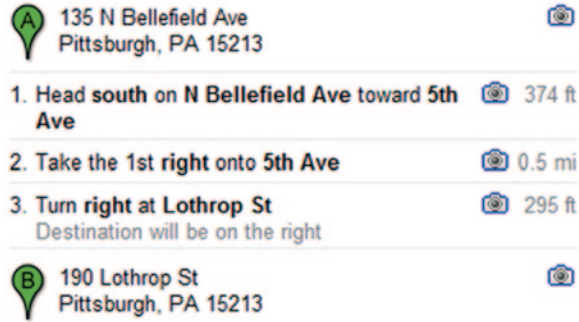 A 135 N Bellefield Ave
Pittsburgh, PA 15213
1. Head south on N Bellefield Ave toward 5th 374 ft
Ave
2. Take the 1st right onto 5th Ave 0.5 mi
3. Turn right at Lothrop St 295 ft
Destination will be on the right
B 190 Lothrop St
Pittsburgh, PA 15213